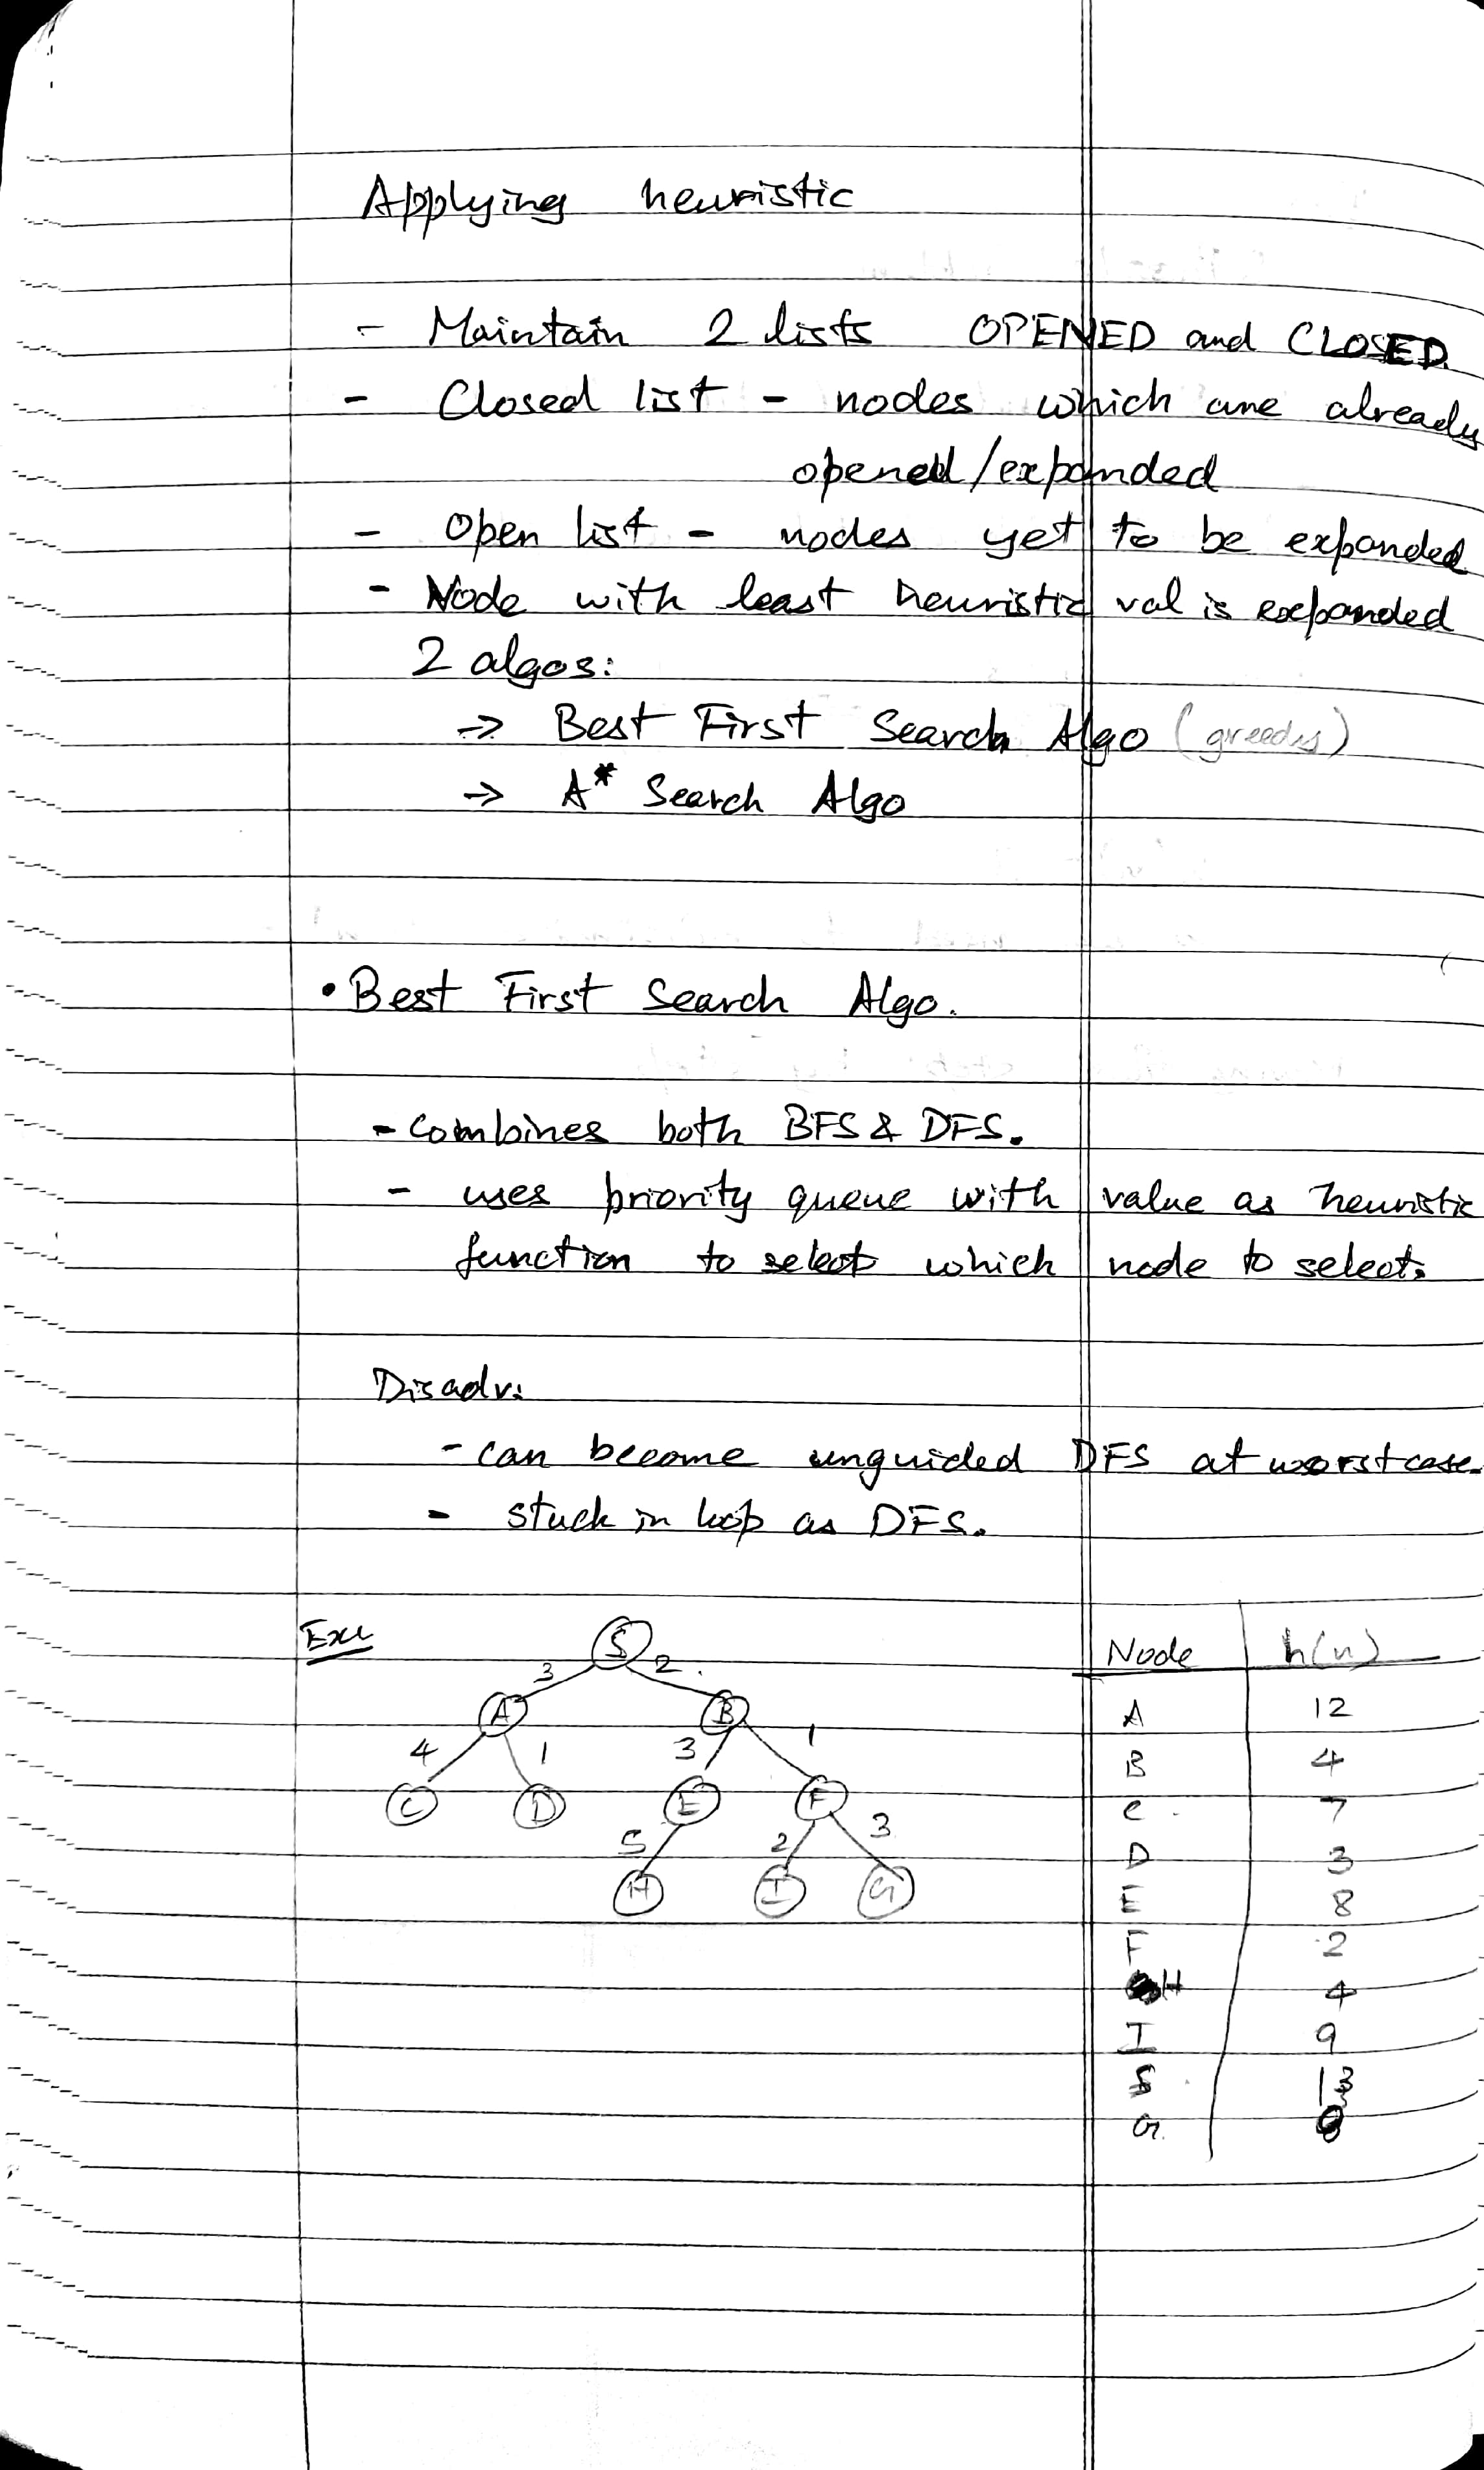 Applying heuristic
- Maintain 2 lists OPENED and CLOSED.
- Closed list - nodes which are already
opened/expanded
- Open list - nodes yet to be expanded
- Node with least heuristic val is expanded
2 algos:
→ Best First Search Algo (greedy)
→ A* Search Algo
• Best First Search Algo.
- combines both BFS & DFS.
- uses priority queue with value as heuristic
function to select which node to select.
Disadv:
- can become unguided DFS at worst case.
- stuck in loop as DFS.
S
3 2
A B
4 1 3 1
C D E F
5 2 3
H I G
Node h(n)
A 12
B 4
C 7
D 3
E 8
F 2
H 4
I 9
S 13
G 0